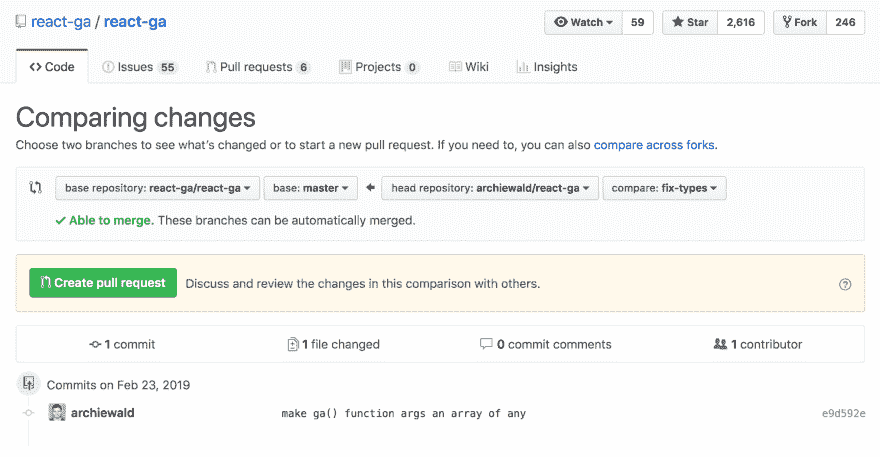 react-ga / react-ga Watch 59 Star 2,616 Fork 246
<> Code Issues 55 Pull requests 6 Projects 0 Wiki Insights
Comparing changes
Choose two branches to see what's changed or to start a new pull request. If you need to, you can also compare across forks.
base repository: react-ga/react-ga base: master head repository: archiewald/react-ga compare: fix-types
Able to merge. These branches can be automatically merged.
Create pull request Discuss and review the changes in this comparison with others.
1 commit 1 file changed 0 commit comments 1 contributor
Commits on Feb 23, 2019
archiewald make ga() function args an array of any e9d592e